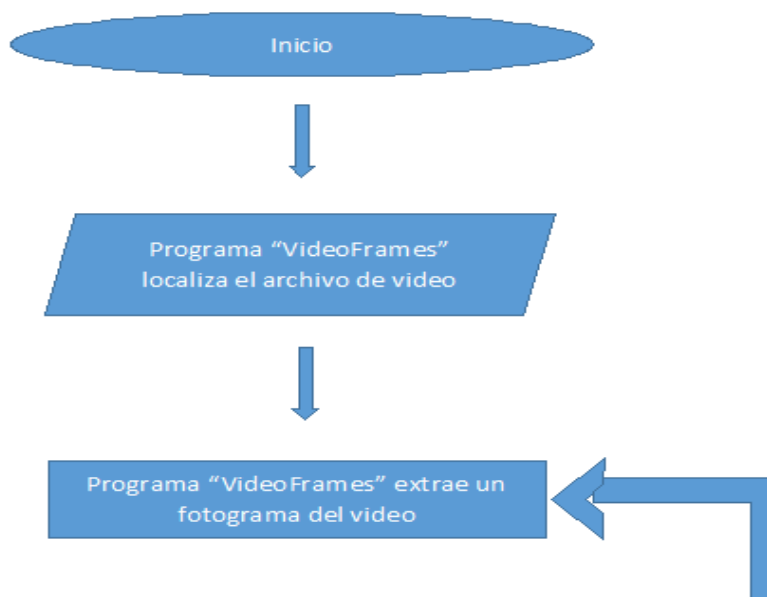 Inicio
Programa “VideoFrames”
localiza el archivo de video
Programa “VideoFrames” extrae un
fotograma del video